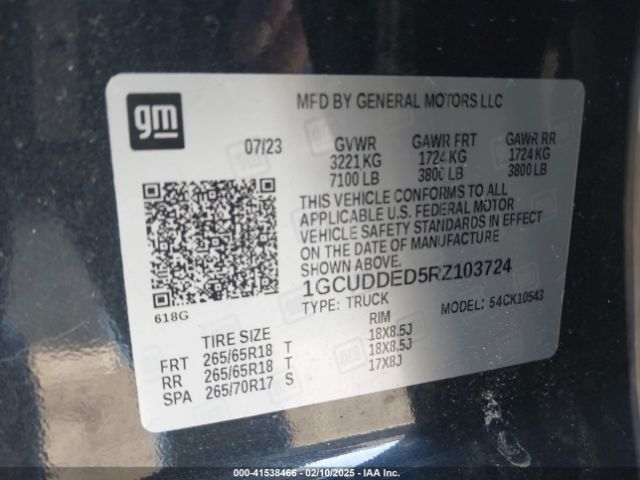 gm
MFD BY GENERAL MOTORS LLC
07/23 GVWR GAWR FRT GAWR RR
3221 KG 1724 KG 1724 KG
7100 LB 3800 LB 3800 LB
THIS VEHICLE CONFORMS TO ALL
APPLICABLE U.S. FEDERAL MOTOR
VEHICLE SAFETY STANDARDS IN EFFECT
ON THE DATE OF MANUFACTURE
SHOWN ABOVE.
1GCUDDED5RZ103724
618G TYPE: TRUCK MODEL: 54CK10543
TIRE SIZE RIM
FRT 265/65R18 T 18X8.5J
RR 265/65R18 T 18X8.5J
SPA 265/70R17 S 17X8J
000-41538466 - 02/10/2025 - IAA Inc.